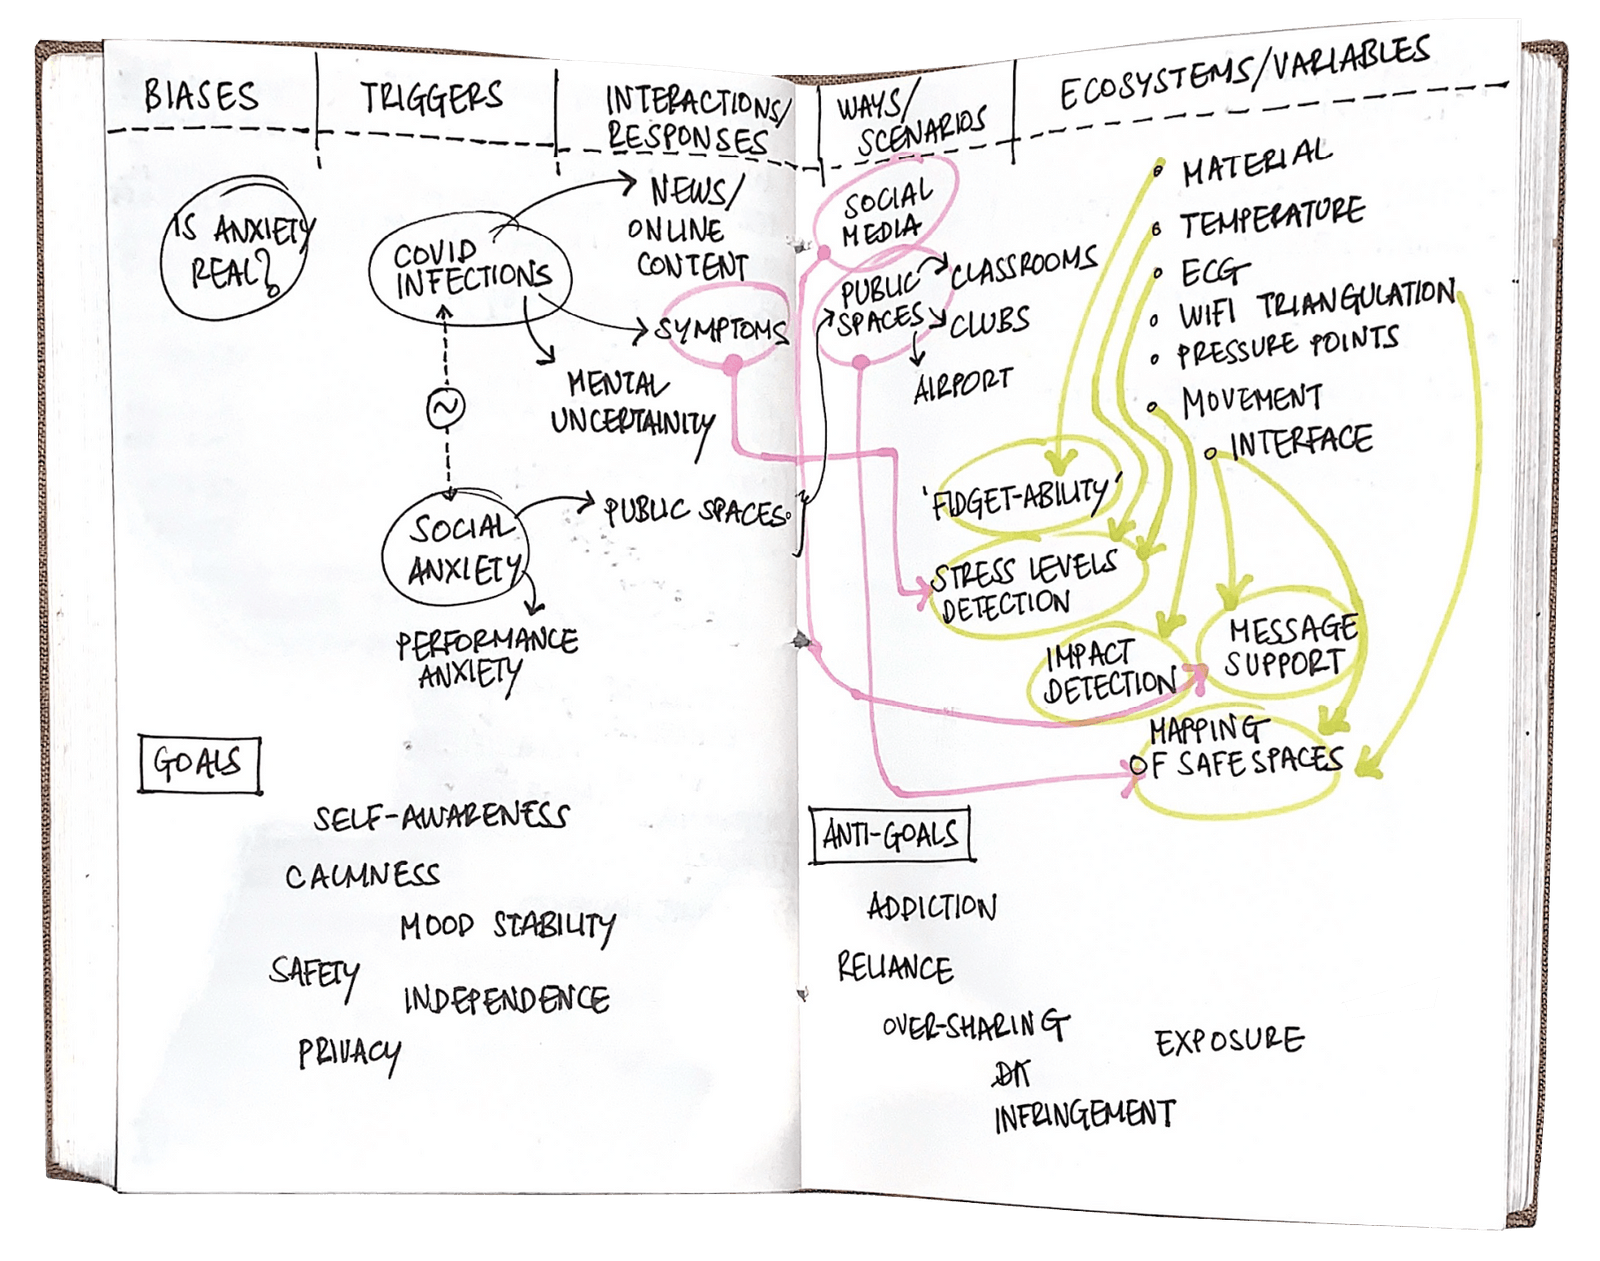 BIASES
TRIGGERS
INTERACTIONS/
RESPONSES
WAYS/
SCENARIOS
ECOSYSTEMS/VARIABLES
IS ANXIETY
REAL?
COVID
INFECTIONS
NEWS/
ONLINE
CONTENT
SYMPTOMS
MENTAL
UNCERTAINITY
~
SOCIAL
ANXIETY
PUBLIC SPACES
PERFORMANCE
ANXIETY
SOCIAL
MEDIA
PUBLIC
SPACES
CLASSROOMS
CLUBS
AIRPORT
MATERIAL
TEMPERATURE
ECG
WIFI TRIANGULATION
PRESSURE POINTS
MOVEMENT
INTERFACE
'FIDGET-ABILITY'
STRESS LEVELS
DETECTION
IMPACT
DETECTION
MESSAGE
SUPPORT
MAPPING
OF SAFE SPACES
GOALS
SELF-AWARENESS
CALMNESS
MOOD STABILITY
SAFETY
INDEPENDENCE
PRIVACY
ANTI-GOALS
ADDICTION
RELIANCE
OVER-SHARING
INFRINGEMENT
EXPOSURE